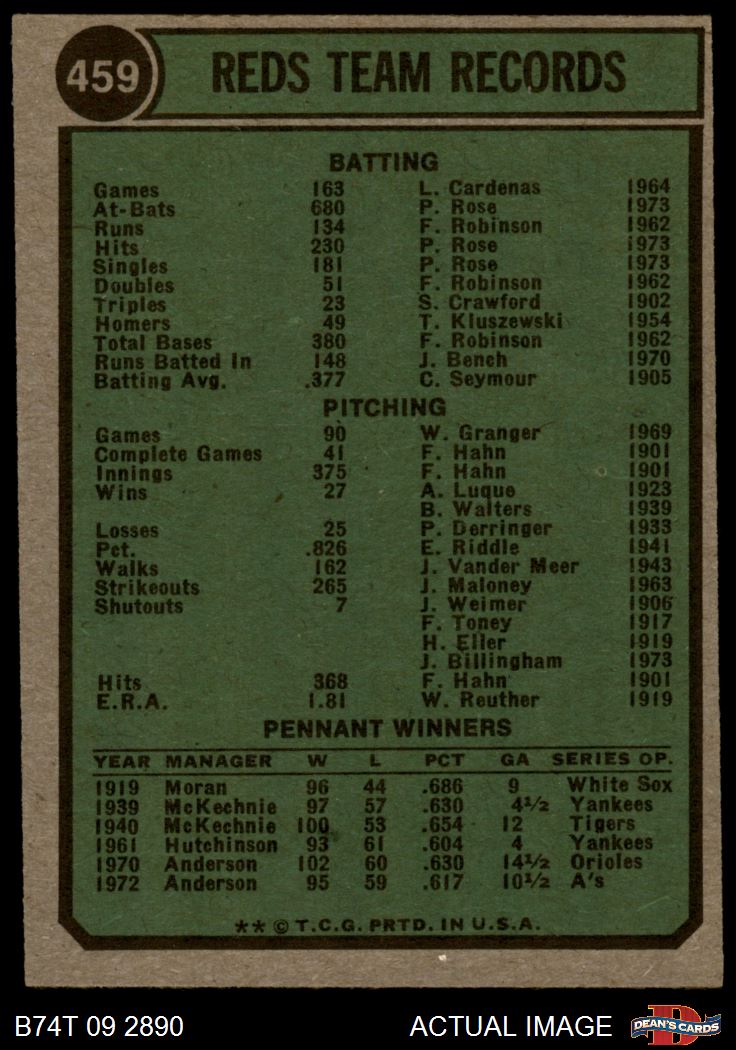 459 REDS TEAM RECORDS
BATTING
Games 163 L. Cardenas 1964
At-Bats 680 P. Rose 1973
Runs 134 F. Robinson 1962
Hits 230 P. Rose 1973
Singles 181 P. Rose 1973
Doubles 51 F. Robinson 1962
Triples 23 S. Crawford 1902
Homers 49 T. Kluszewski 1954
Total Bases 380 F. Robinson 1962
Runs Batted In 148 J. Bench 1970
Batting Avg. .377 C. Seymour 1905
PITCHING
Games 90 W. Granger 1969
Complete Games 41 F. Hahn 1901
Innings 375 F. Hahn 1901
Wins 27 A. Luque 1923
B. Walters 1939
Losses 25 P. Derringer 1933
Pct. .826 E. Riddle 1941
Walks 162 J. Vander Meer 1943
Strikeouts 265 J. Maloney 1963
Shutouts 7 J. Weimer 1906
F. Toney 1917
H. Eller 1919
J. Billingham 1973
Hits 368 F. Hahn 1901
E.R.A. 1.81 W. Reuther 1919
PENNANT WINNERS
YEAR MANAGER W L PCT GA SERIES OP.
1919 Moran 96 44 .686 9 White Sox
1939 McKechnie 97 57 .630 4½ Yankees
1940 McKechnie 100 53 .654 12 Tigers
1961 Hutchinson 93 61 .604 4 Yankees
1970 Anderson 102 60 .630 14½ Orioles
1972 Anderson 95 59 .617 10½ A's
** © T.C.G. PRTD. IN U.S.A.
B74T 09 2890 ACTUAL IMAGE D DEAN'S CARDS